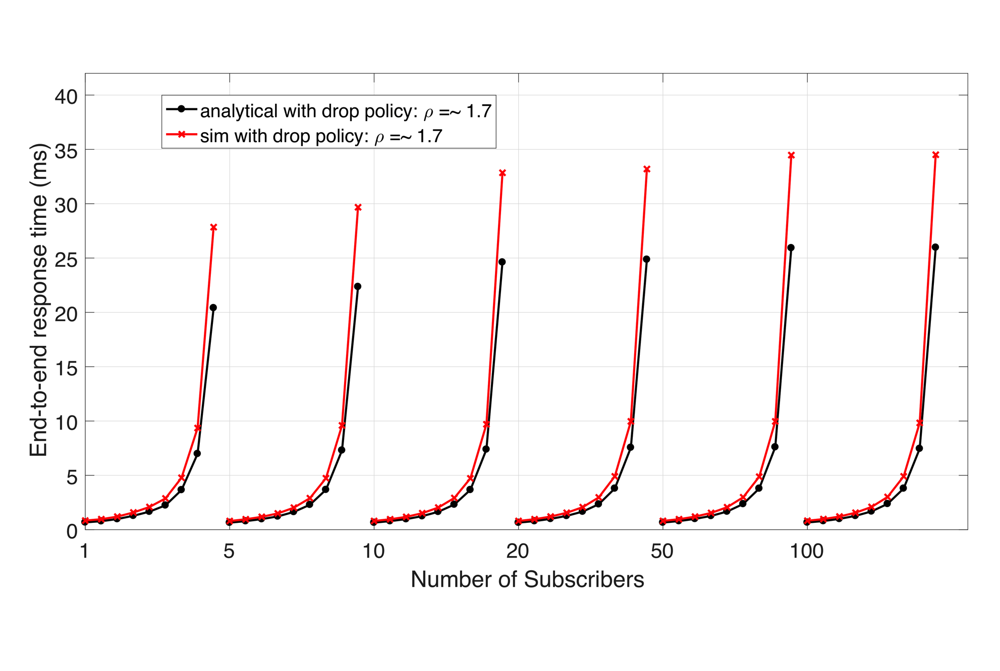 End-to-end response time (ms)
40
35
30
25
20
15
10
5
0
analytical with drop policy: ρ =~ 1.7
sim with drop policy: ρ =~ 1.7
1 5 10 20 50 100
Number of Subscribers